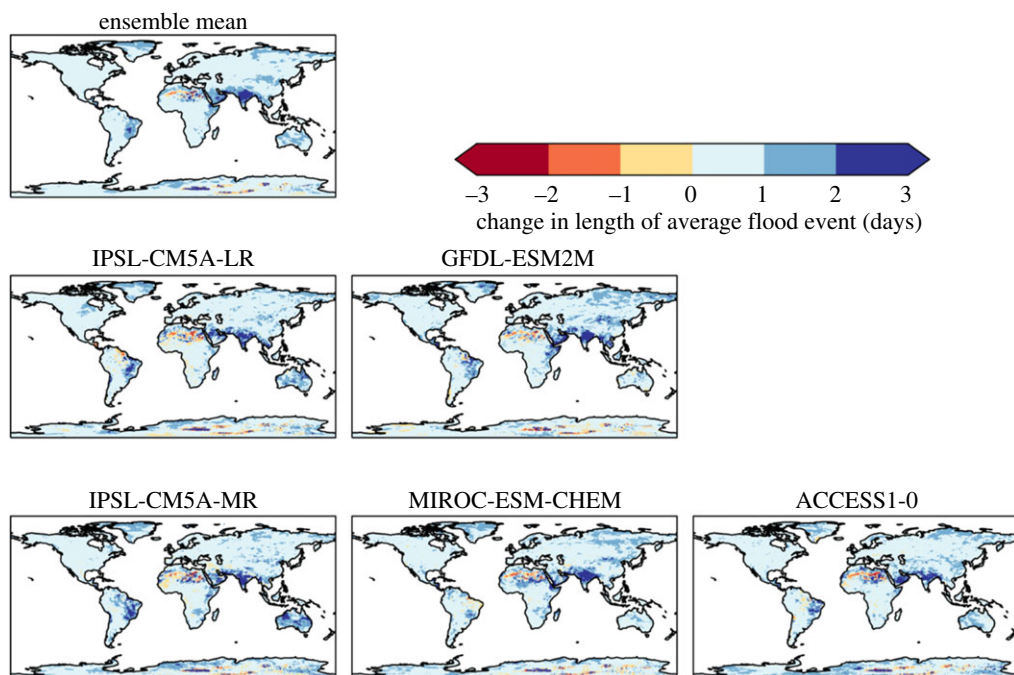 ensemble mean
–3 –2 –1 0 1 2 3
change in length of average flood event (days)
IPSL-CM5A-LR GFDL-ESM2M
IPSL-CM5A-MR MIROC-ESM-CHEM ACCESS1-0